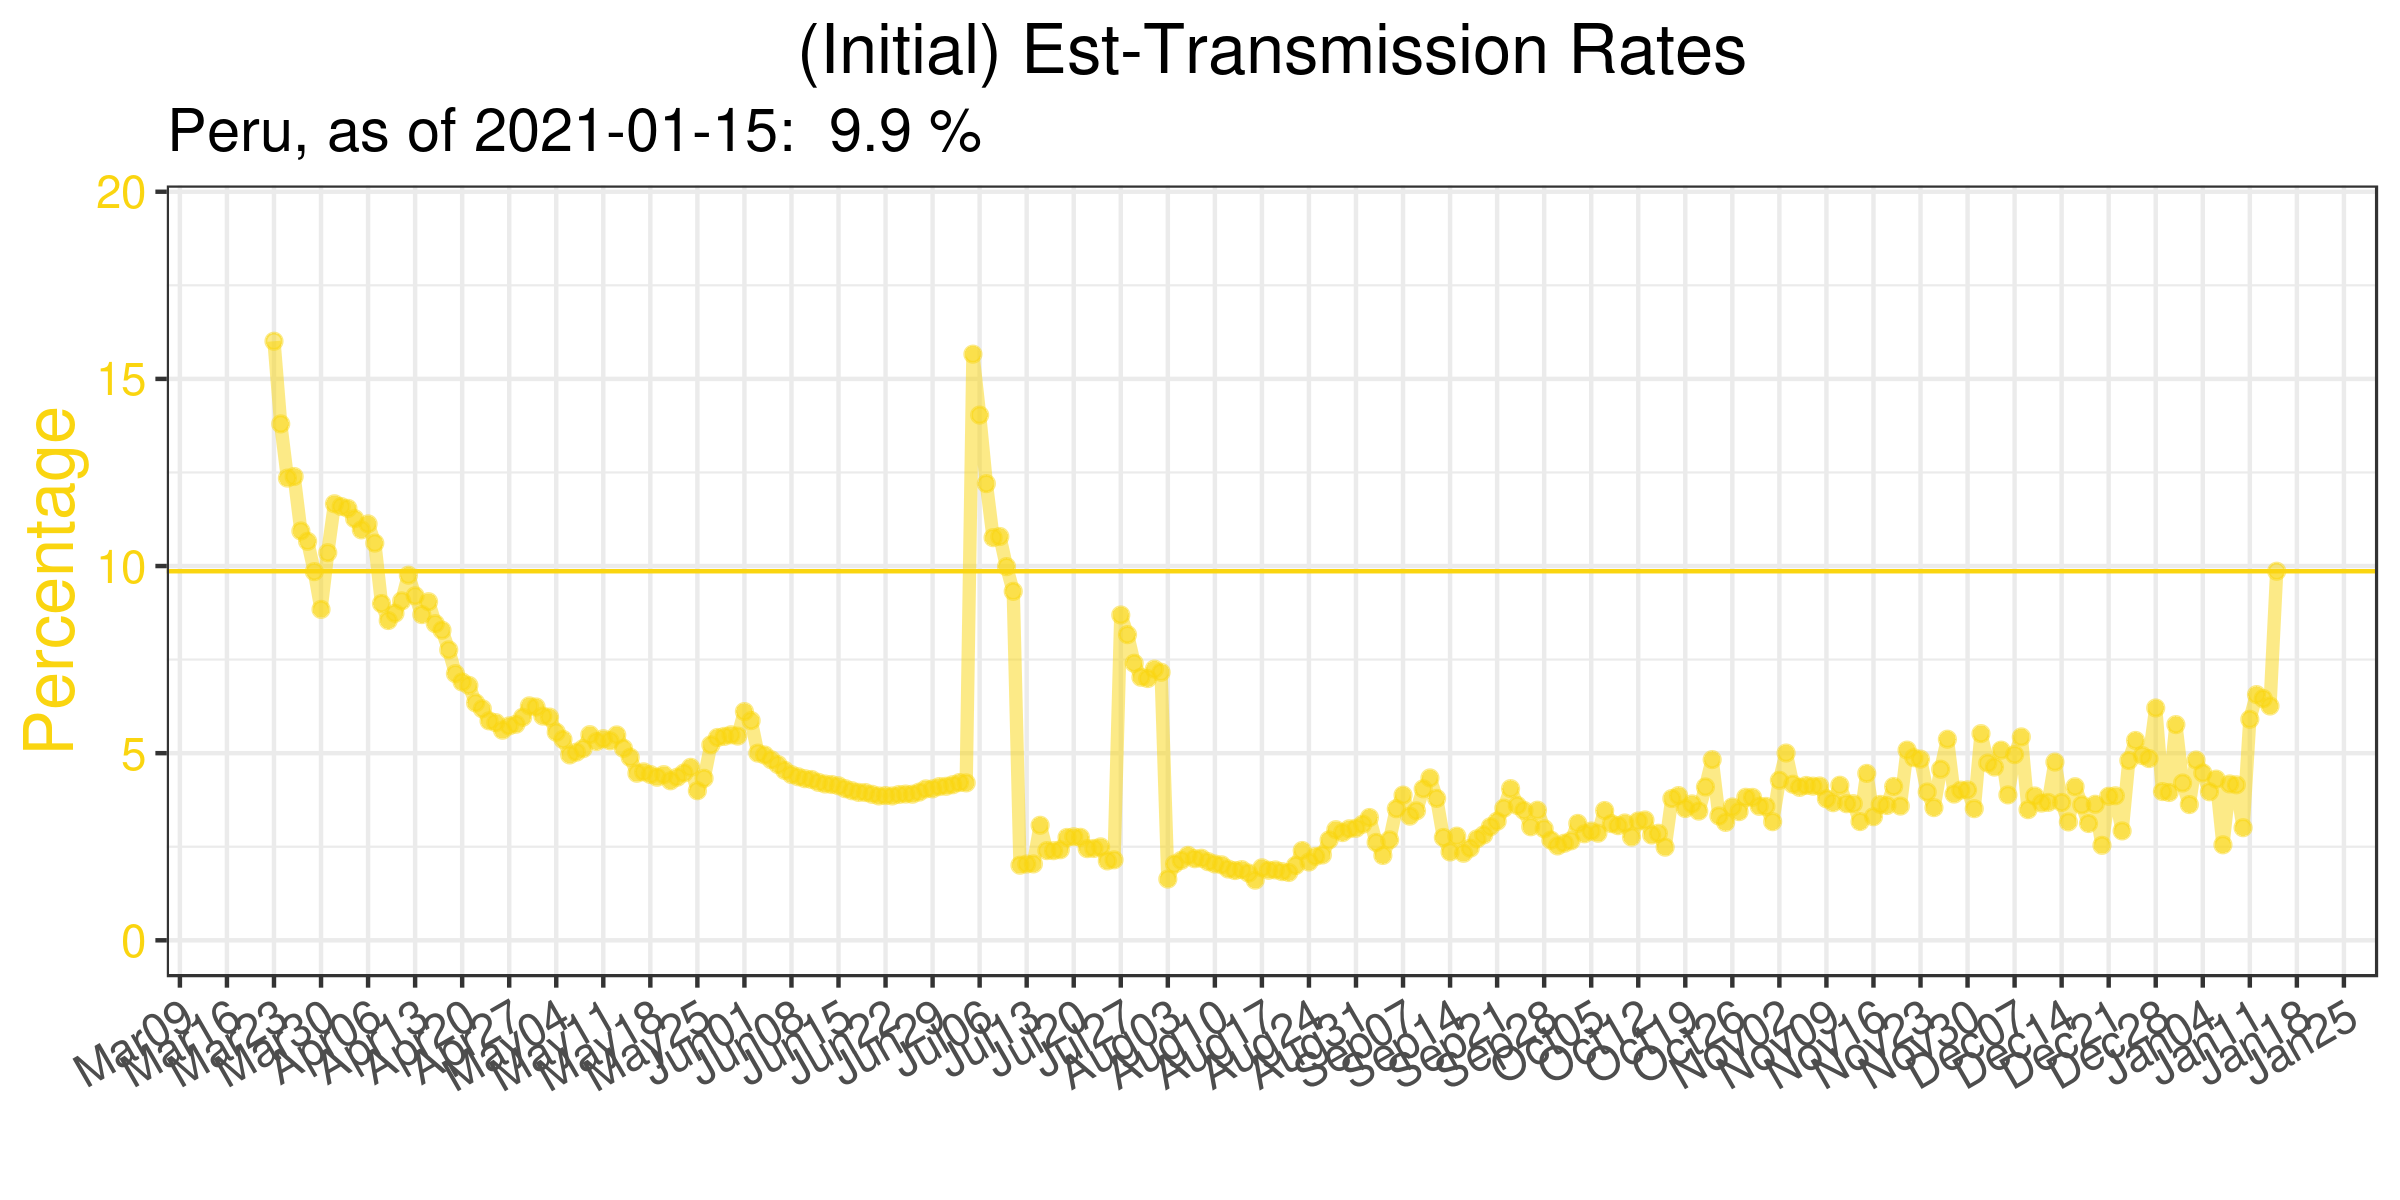 (Initial) Est-Transmission Rates
Peru, as of 2021-01-15:  9.9 %
Percentage
20
15
10
5
0
Mar09
Mar16
Mar23
Mar30
Apr06
Apr13
Apr20
Apr27
May04
May11
May18
May25
Jun01
Jun08
Jun15
Jun22
Jun29
Jul06
Jul13
Jul20
Jul27
Aug03
Aug10
Aug17
Aug24
Aug31
Sep07
Sep14
Sep21
Sep28
Oct05
Oct12
Oct19
Oct26
Nov02
Nov09
Nov16
Nov23
Nov30
Dec07
Dec14
Dec21
Dec28
Jan04
Jan11
Jan18
Jan25